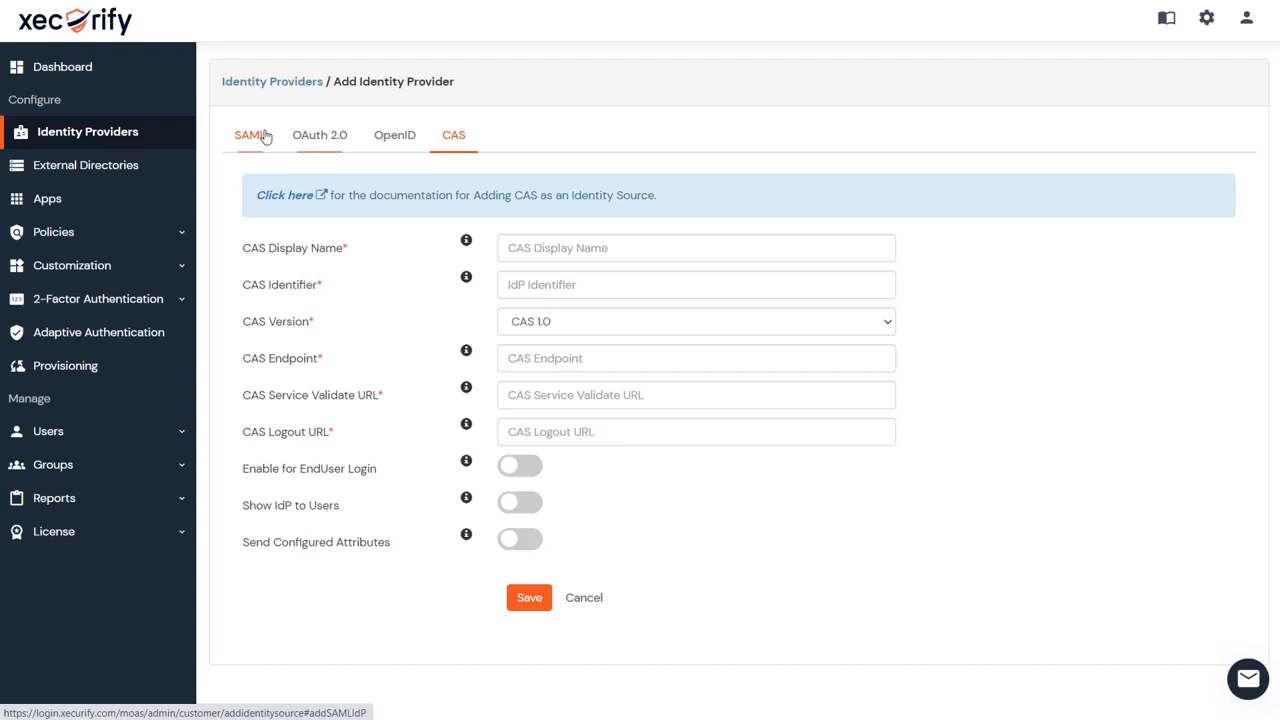 xecurify
Dashboard
Configure
Identity Providers
External Directories
Apps
Policies
Customization
123 2-Factor Authentication
Adaptive Authentication
Provisioning
Manage
Users
Groups
Reports
License
Identity Providers / Add Identity Provider
SAML OAuth 2.0 OpenID CAS
Click here for the documentation for Adding CAS as an Identity Source.
CAS Display Name* CAS Display Name
CAS Identifier* IdP Identifier
CAS Version* CAS 1.0
CAS Endpoint* CAS Endpoint
CAS Service Validate URL* CAS Service Validate URL
CAS Logout URL* CAS Logout URL
Enable for EndUser Login
Show IdP to Users
Send Configured Attributes
Save Cancel
https://login.xecurify.com/moas/admin/customer/addidentitysource#addSAMLIdP